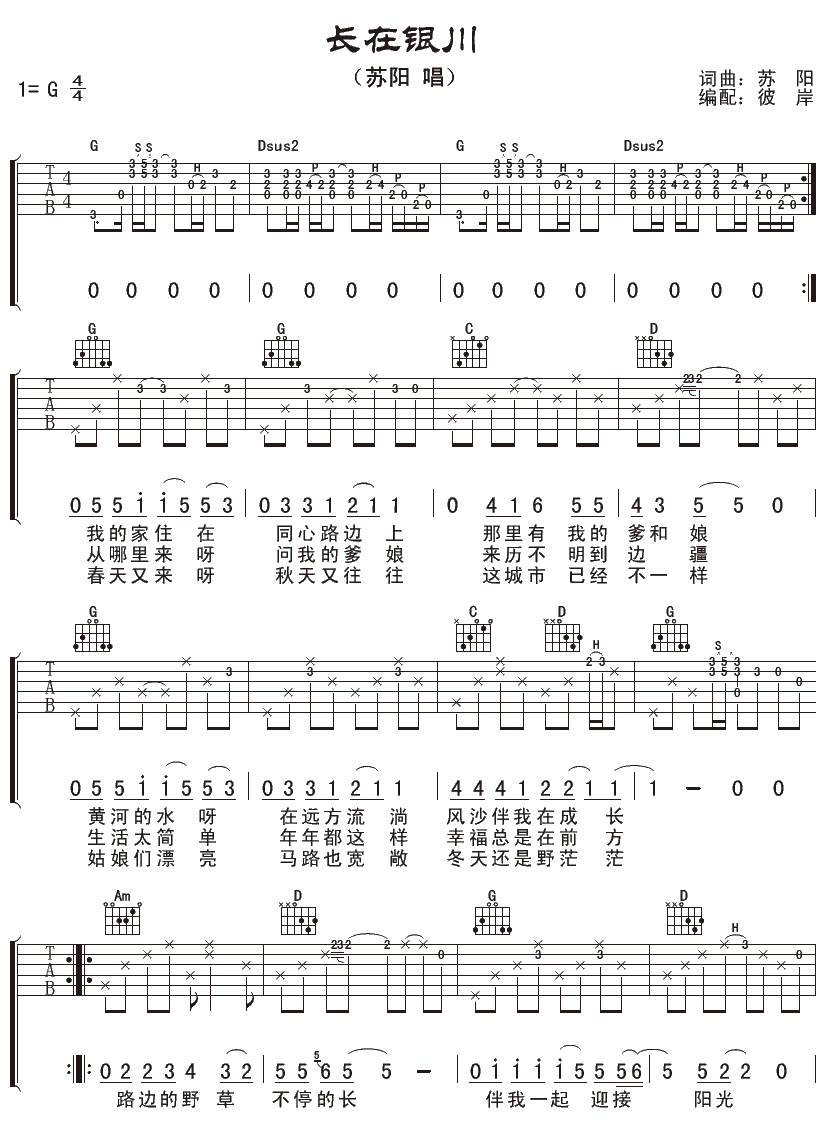 长在银川
（苏阳 唱）
1= G 4/4
词曲：苏 阳
编配：彼 岸
G Dsus2 G Dsus2
0 0 0 0 0 0 0 0 0 0 0 0 0 0 0 0
G G C D
0 5 5 i i 5 5 3 0 3 3 1 2 1 1 0 4 1 6 5 5 4 3 5 5 0
我的家住在 同心路边上 那里有我的爹和娘
从哪里来呀 问我的爹娘 来历不明到边疆
春天又来呀 秋天又往往 这城市已经不一样
G C D G
0 5 5 i i 5 5 3 0 3 3 1 2 1 1 4 4 4 1 2 2 1 1 1 － 0 0
黄河的水呀 在远方流淌 风沙伴我在成长
生活太简单 年年都这样 幸福总是在前方
姑娘们漂亮 马路也宽敞 冬天还是野茫茫
Am D G D
0 2 2 3 4 3 2 5 5 5 6 5 5 － 0 i i i i 5 5 5 6 5 5 2 2 0
路边的野草 不停的长 伴我一起迎接 阳光